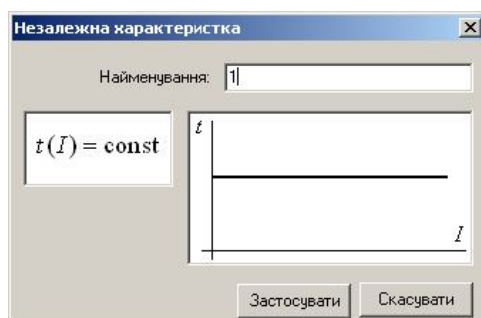 Незалежна характеристка
Найменування: 1
t(I) = const
t
I
Застосувати Скасувати